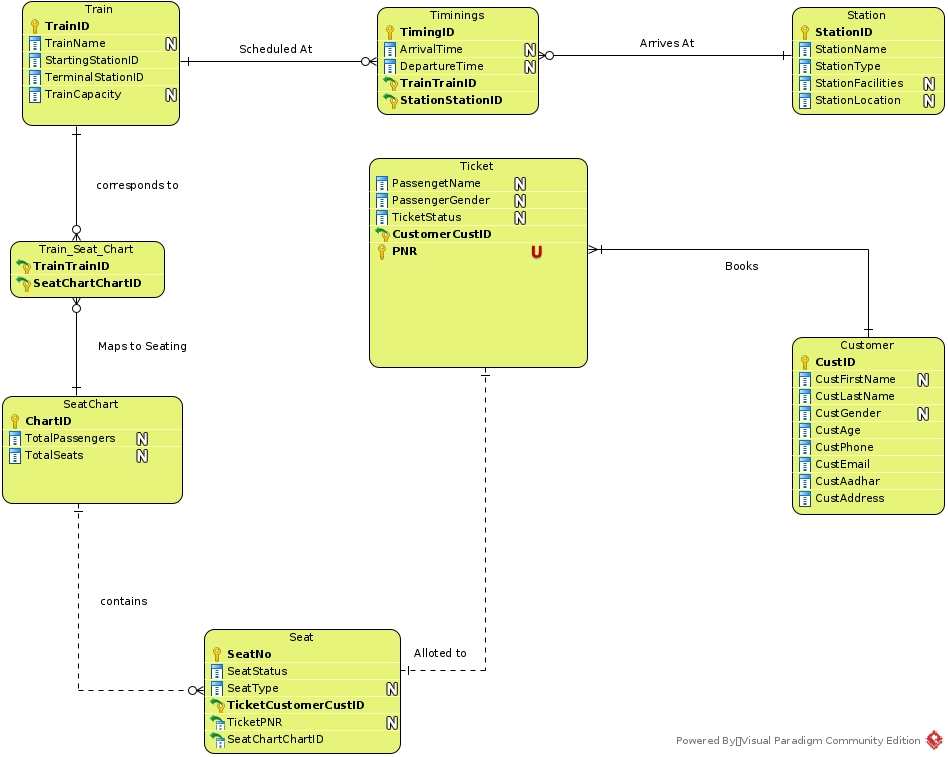 Train
TrainID
TrainName N
StartingStationID
TerminalStationID
TrainCapacity N
Scheduled At
Timinings
TimingID
ArrivalTime N
DepartureTime N
TrainTrainID
StationStationID
Arrives At
Station
StationID
StationName
StationType
StationFacilities N
StationLocation N
corresponds to
Ticket
PassengetName N
PassengerGender N
TicketStatus N
CustomerCustID
PNR U
Books
Train_Seat_Chart
TrainTrainID
SeatChartChartID
Maps to Seating
Customer
CustID
CustFirstName N
CustLastName
CustGender N
CustAge
CustPhone
CustEmail
CustAadhar
CustAddress
SeatChart
ChartID
TotalPassengers N
TotalSeats N
contains
Seat
SeatNo
SeatStatus
SeatType N
TicketCustomerCustID
TicketPNR N
SeatChartChartID
Alloted to
Powered By Visual Paradigm Community Edition